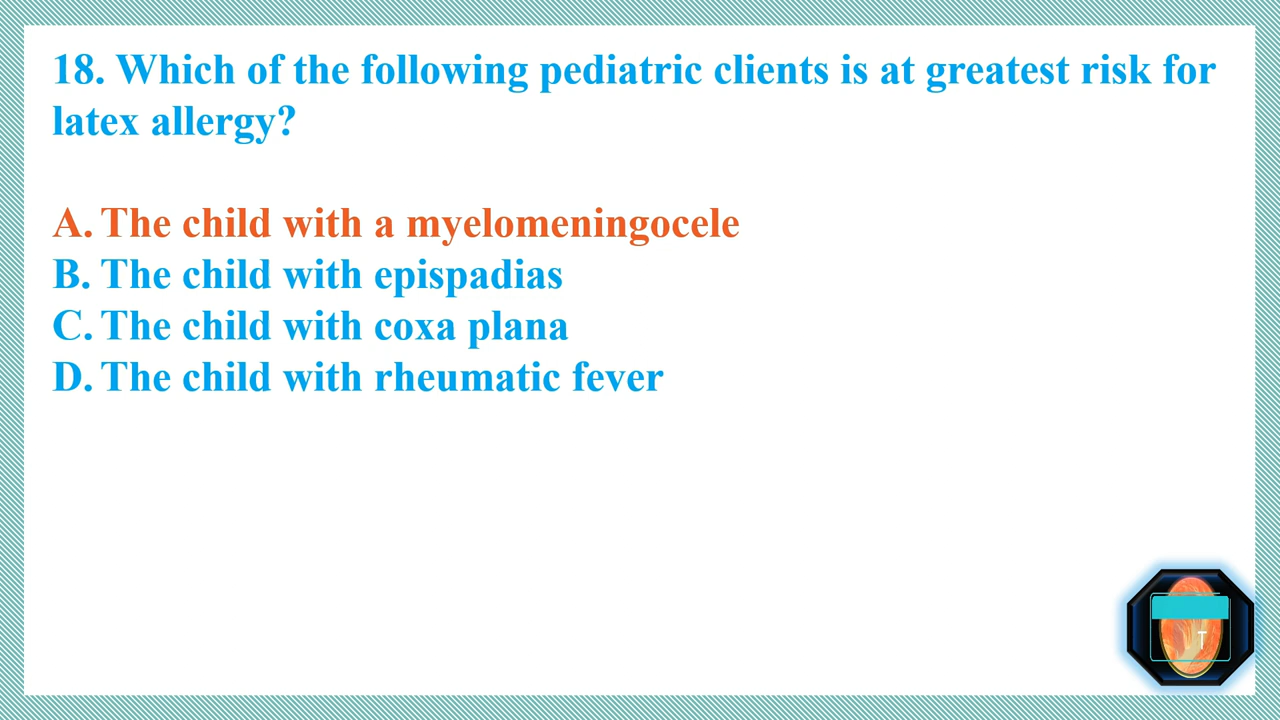 18. Which of the following pediatric clients is at greatest risk for
latex allergy?
A. The child with a myelomeningocele
B. The child with epispadias
C. The child with coxa plana
D. The child with rheumatic fever
T